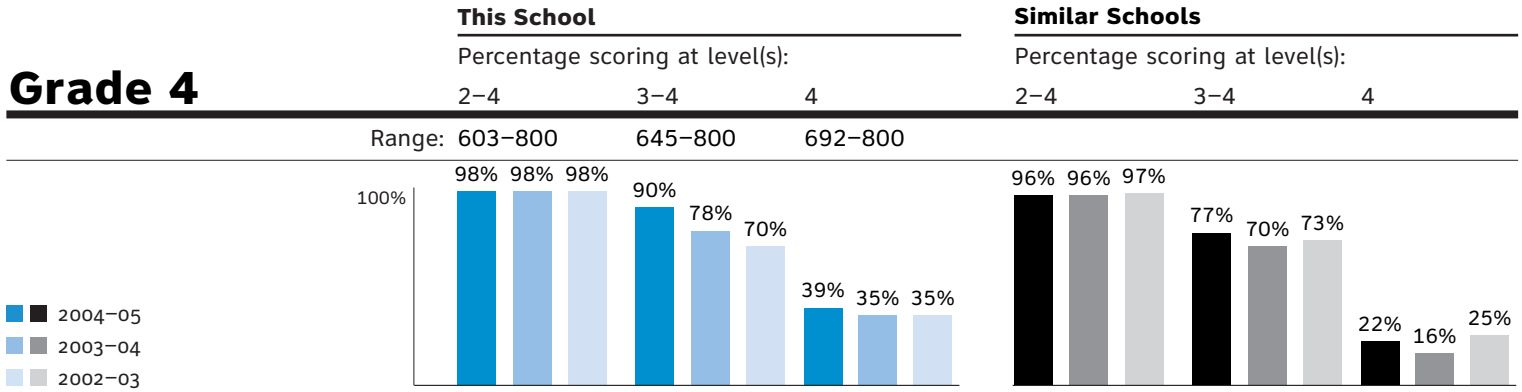 This School Similar Schools
Percentage scoring at level(s): Percentage scoring at level(s):
Grade 4 2–4 3–4 4 2–4 3–4 4
Range: 603–800 645–800 692–800
100% 98% 98% 98% 90% 78% 70% 39% 35% 35% 96% 96% 97% 77% 70% 73% 22% 16% 25%
2004–05
2003–04
2002–03